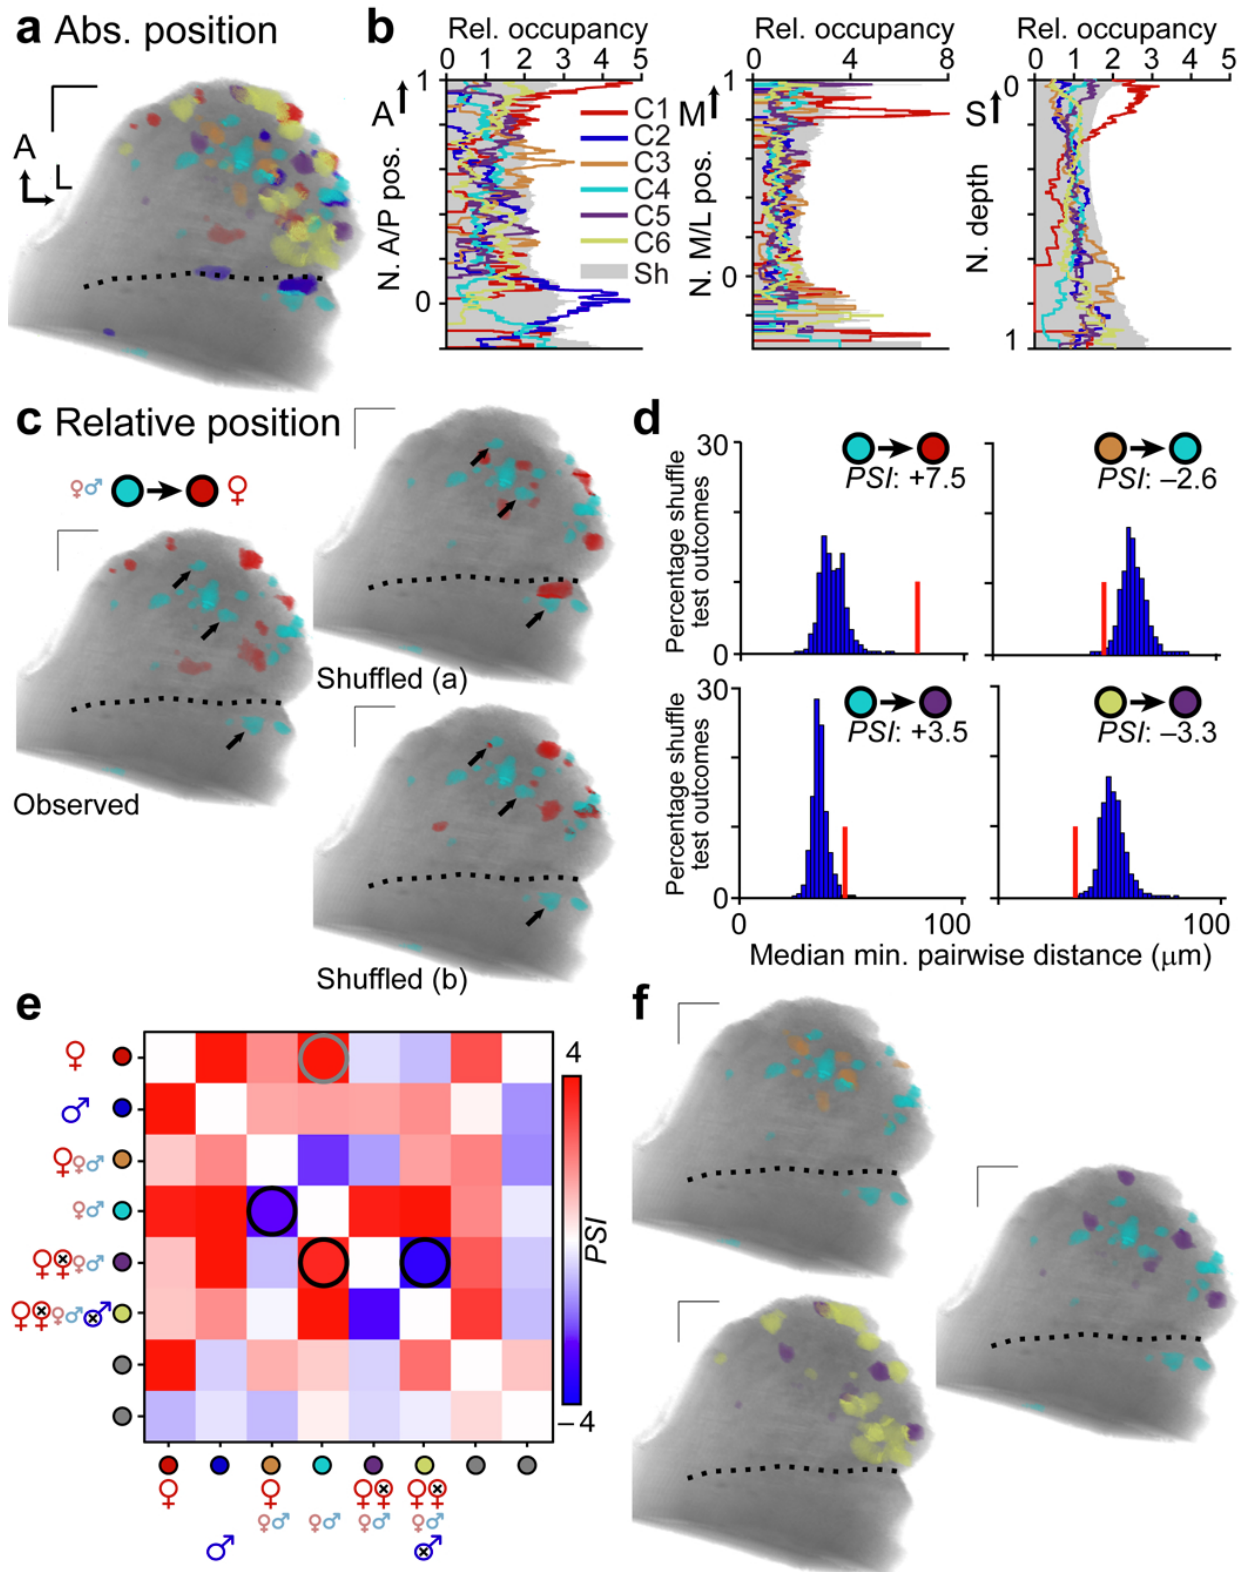 a Abs. position
A
L
b
Rel. occupancy
0 1 2 3 4 5
1
A
N. A/P pos.
0
C1
C2
C3
C4
C5
C6
Sh
Rel. occupancy
0 4 8
1
M
N. M/L pos.
0
Rel. occupancy
0 1 2 3 4 5
0
S
N. depth
1
c Relative position
♀♂ → ♀
Observed
Shuffled (a)
Shuffled (b)
d
30
Percentage shuffle
test outcomes
0
PSI: +7.5
PSI: –2.6
30
Percentage shuffle
test outcomes
0
PSI: +3.5
PSI: –3.3
0 100 100
Median min. pairwise distance (μm)
e
4
PSI
–4
f